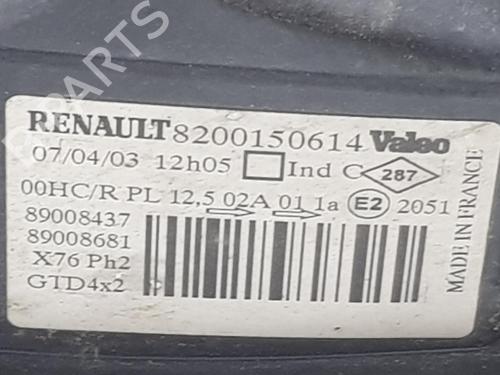 RENAULT 8200150614 Valeo
07/04/03 12h05 Ind C 287
00HC/R PL 12,5 02A 01 1a E2 2051
89008437
89008681
X76 Ph2
GTD4x2
MADE IN FRANCE
PARTS